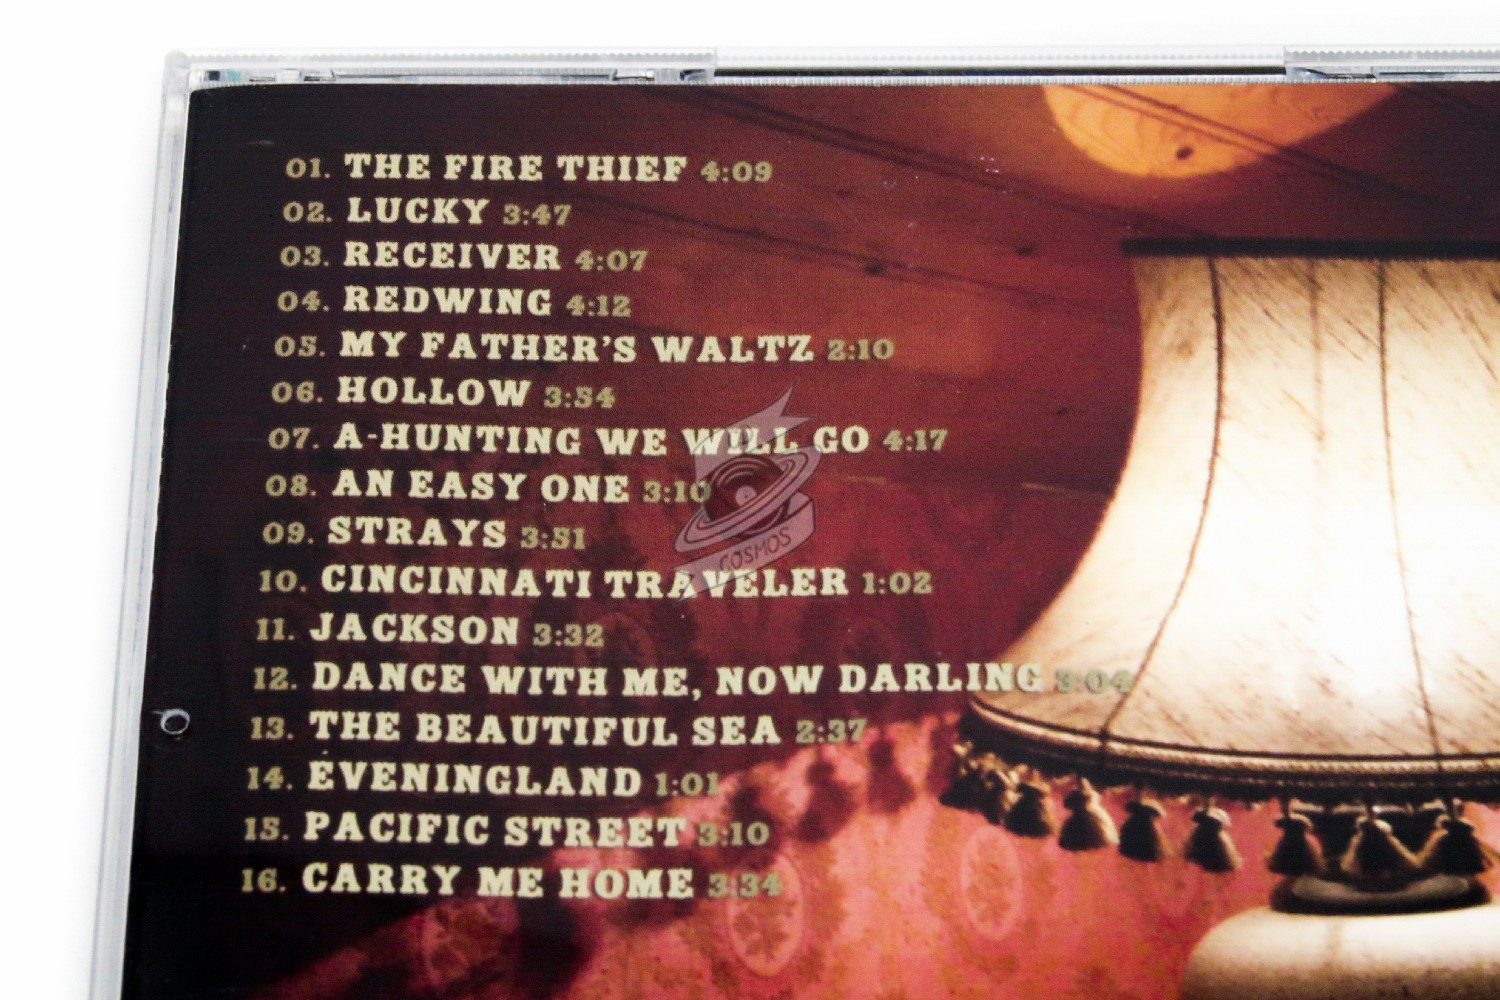 01. THE FIRE THIEF 4:09
02. LUCKY 3:47
03. RECEIVER 4:07
04. REDWING 4:12
05. MY FATHER'S WALTZ 2:10
06. HOLLOW 3:54
07. A-HUNTING WE WILL GO 4:17
08. AN EASY ONE 3:10
09. STRAYS 3:51
10. CINCINNATI TRAVELER 1:02
11. JACKSON 3:32
12. DANCE WITH ME, NOW DARLING 3:04
13. THE BEAUTIFUL SEA 2:37
14. EVENINGLAND 1:01
15. PACIFIC STREET 3:10
16. CARRY ME HOME 3:34
COSMOS